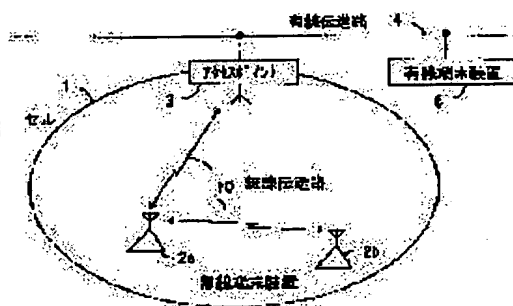 有線伝送路 4
アクセスポイント
有線端末装置
1
3
6
セル
10 無線伝送路
2a
2b
無線端末装置